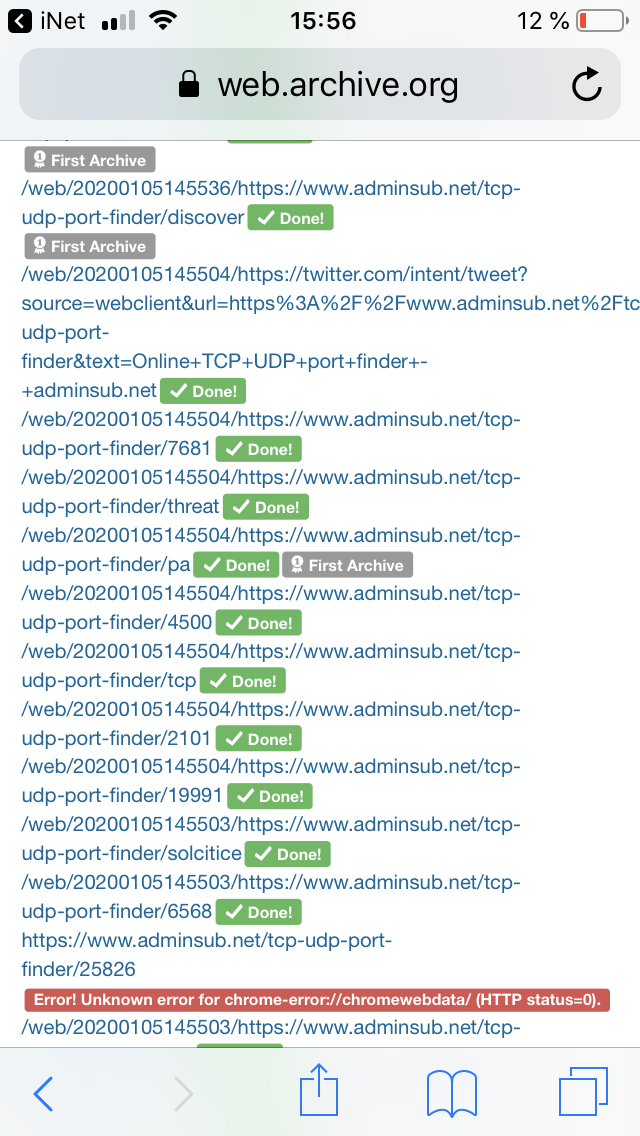 iNet 15:56 12 %
web.archive.org
First Archive
/web/20200105145536/https://www.adminsub.net/tcp-
udp-port-finder/discover Done!
First Archive
/web/20200105145504/https://twitter.com/intent/tweet?
source=webclient&url=https%3A%2F%2Fwww.adminsub.net%2Ftc
udp-port-
finder&text=Online+TCP+UDP+port+finder+-
+adminsub.net Done!
/web/20200105145504/https://www.adminsub.net/tcp-
udp-port-finder/7681 Done!
/web/20200105145504/https://www.adminsub.net/tcp-
udp-port-finder/threat Done!
/web/20200105145504/https://www.adminsub.net/tcp-
udp-port-finder/pa Done! First Archive
/web/20200105145504/https://www.adminsub.net/tcp-
udp-port-finder/4500 Done!
/web/20200105145504/https://www.adminsub.net/tcp-
udp-port-finder/tcp Done!
/web/20200105145504/https://www.adminsub.net/tcp-
udp-port-finder/2101 Done!
/web/20200105145504/https://www.adminsub.net/tcp-
udp-port-finder/19991 Done!
/web/20200105145503/https://www.adminsub.net/tcp-
udp-port-finder/solcitice Done!
/web/20200105145503/https://www.adminsub.net/tcp-
udp-port-finder/6568 Done!
https://www.adminsub.net/tcp-udp-port-
finder/25826
Error! Unknown error for chrome-error://chromewebdata/ (HTTP status=0).
/web/20200105145503/https://www.adminsub.net/tcp-